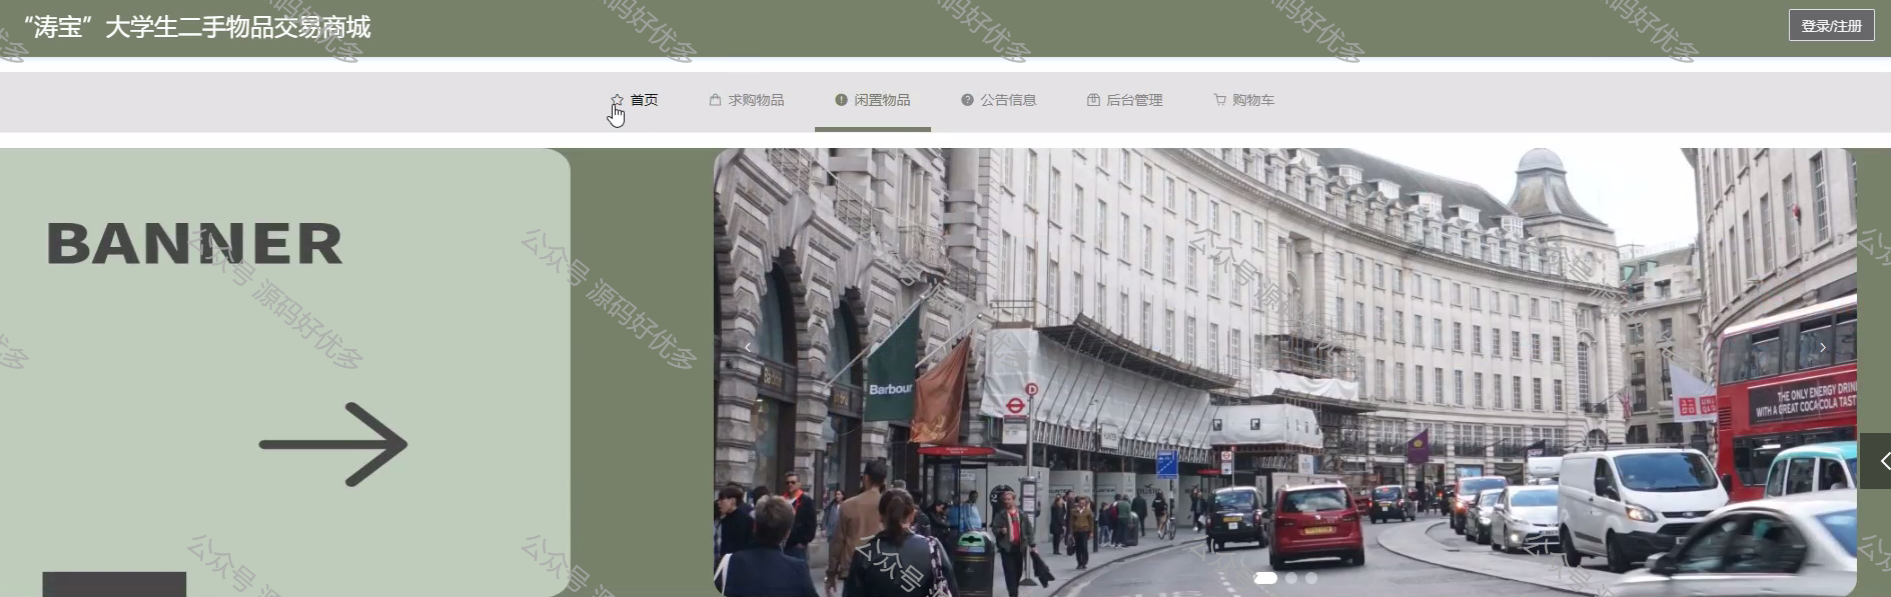 “涛宝”大学生二手物品交易商城
登录/注册
首页
求购物品
闲置物品
公告信息
后台管理
购物车
BANNER
Barbour
THE ONLY ENERGY DRINK
WITH A GREAT COCA-COLA TAST
公众号 源码好优多